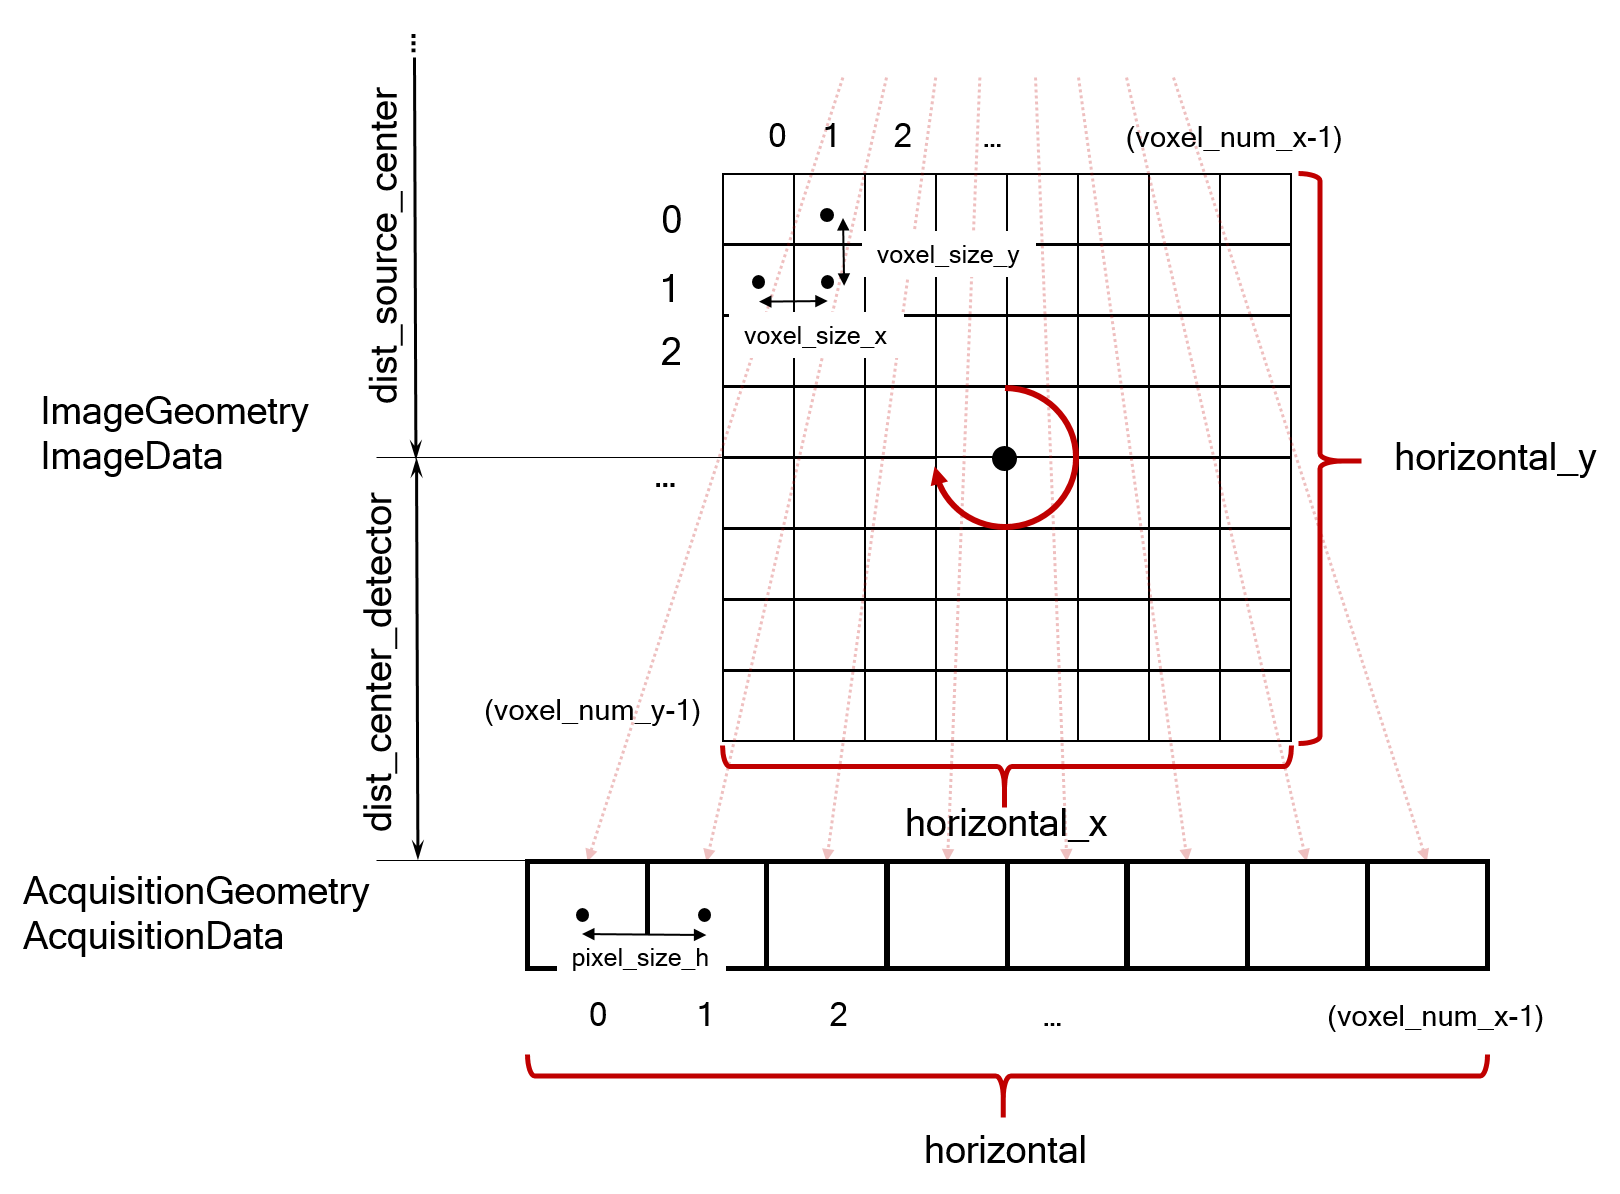 ...
dist_source_center
0 1 2 ... (voxel_num_x-1)
0
voxel_size_y
1
voxel_size_x
2
ImageGeometry
ImageData
horizontal_y
...
dist_center_detector
(voxel_num_y-1)
horizontal_x
AcquisitionGeometry
AcquisitionData
pixel_size_h
0 1 2 ... (voxel_num_x-1)
horizontal